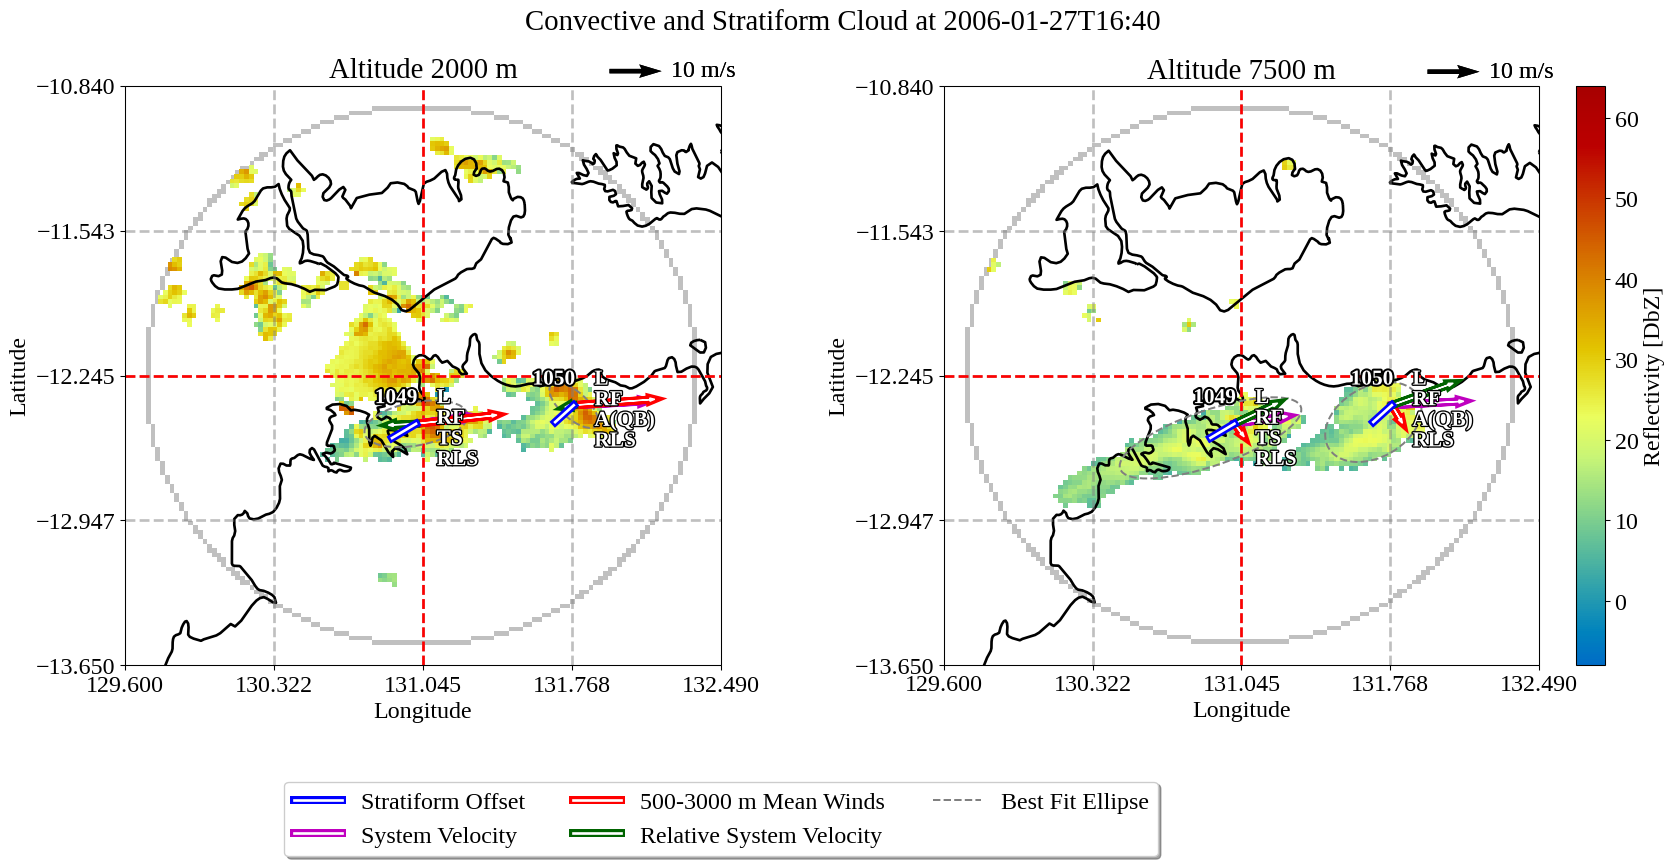 Convective and Stratiform Cloud at 2006-01-27T16:40
Altitude 2000 m
10 m/s
−10.840
−11.543
−12.245
−12.947
−13.650
Latitude
129.600
130.322
131.045
131.768
132.490
Longitude
1049
L
RF
TS
RLS
1050
L
RF
A(QB)
RLS
Altitude 7500 m
10 m/s
−10.840
−11.543
−12.245
−12.947
−13.650
Latitude
129.600
130.322
131.045
131.768
132.490
Longitude
1049
L
RF
TS
RLS
1050
L
RF
A(QB)
RLS
60
50
40
30
20
10
0
Reflectivity [DbZ]
Stratiform Offset
System Velocity
500-3000 m Mean Winds
Relative System Velocity
Best Fit Ellipse